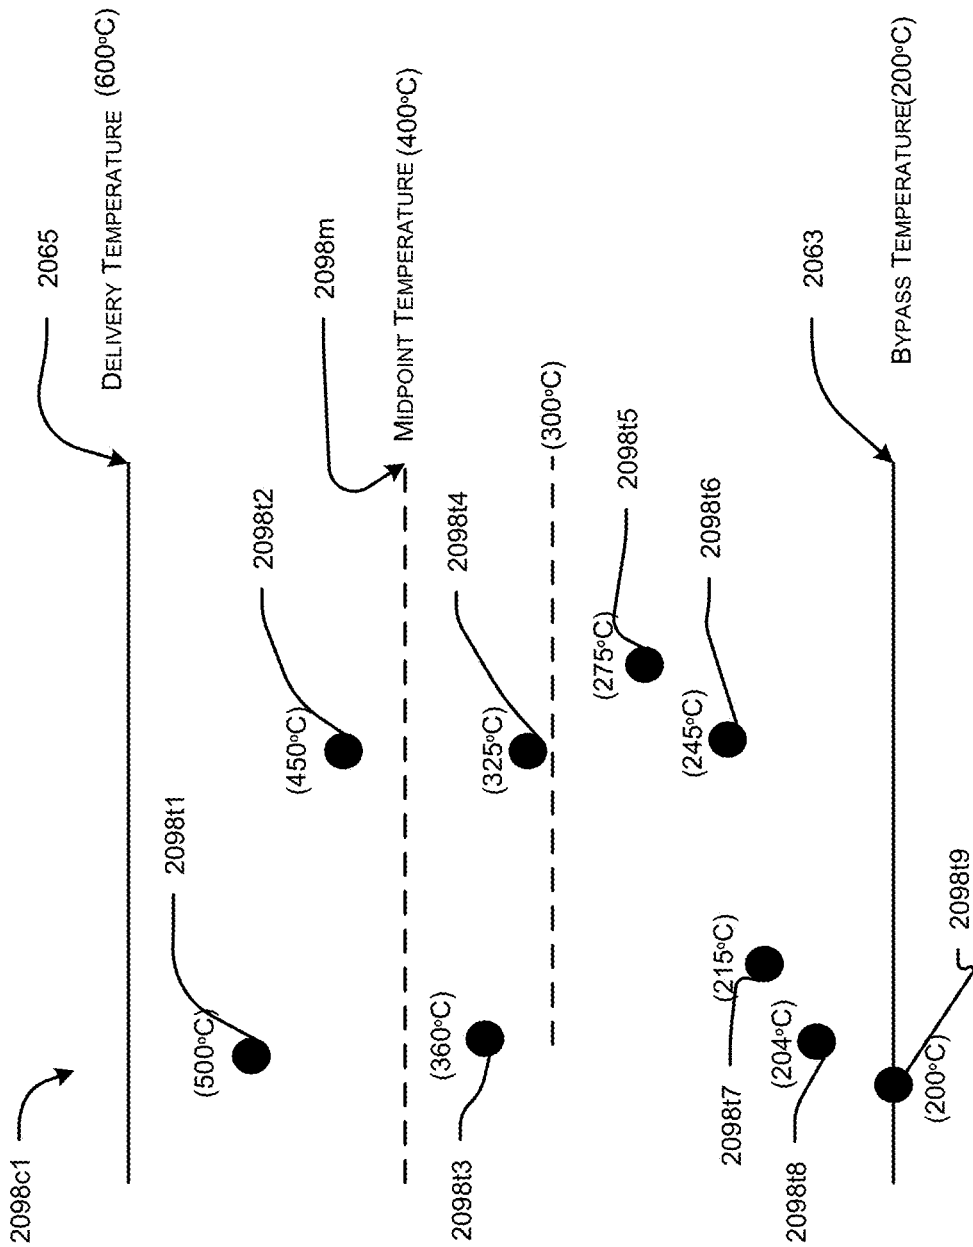 2098c1
2065
DELIVERY TEMPERATURE (600°C)
2098t1
(500°C)
2098t2
(450°C)
2098m
MIDPOINT TEMPERATURE (400°C)
(360°C)
2098t4
2098t3
(325°C)
(300°C)
(275°C)
2098t5
(245°C)
2098t6
(215°C)
2098t7
(204°C)
2098t8
2063
BYPASS TEMPERATURE(200°C)
(200°C)
2098t9